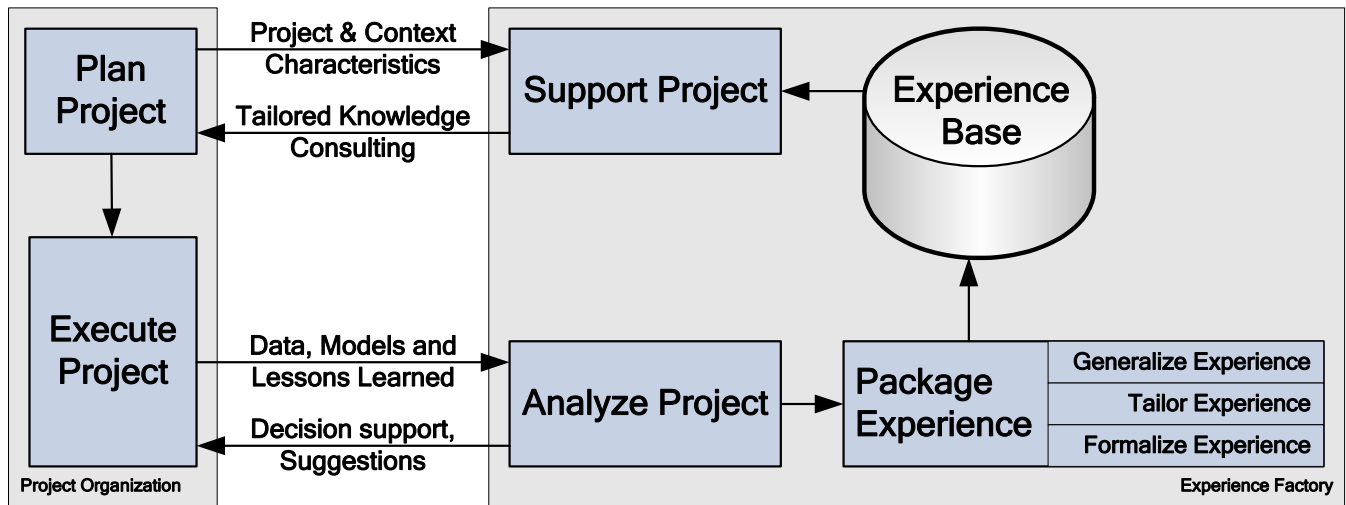 Plan
Project
Project & Context
Characteristics
Tailored Knowledge
Consulting
Support Project
Experience
Base
Execute
Project
Data, Models and
Lessons Learned
Decision support,
Suggestions
Analyze Project
Package
Experience
Generalize Experience
Tailor Experience
Formalize Experience
Project Organization
Experience Factory